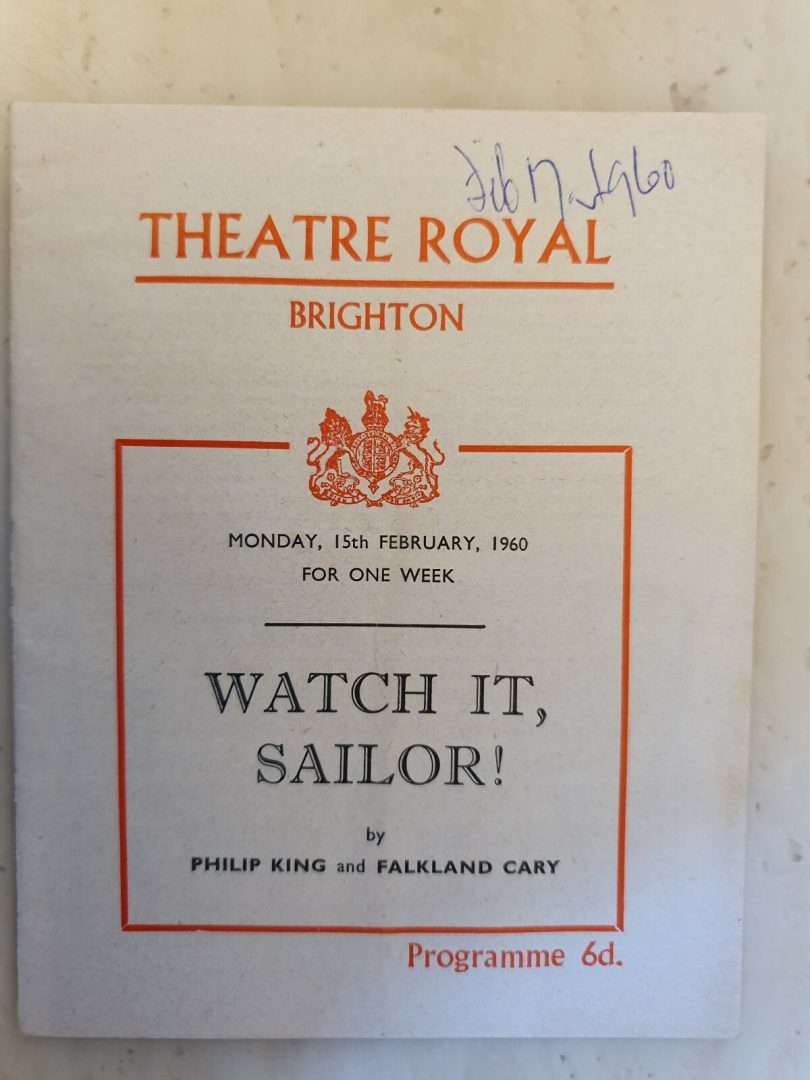 Feb 1960
THEATRE ROYAL
BRIGHTON
MONDAY, 15th FEBRUARY, 1960
FOR ONE WEEK
WATCH IT,
SAILOR!
by
PHILIP KING and FALKLAND CARY
Programme 6d.